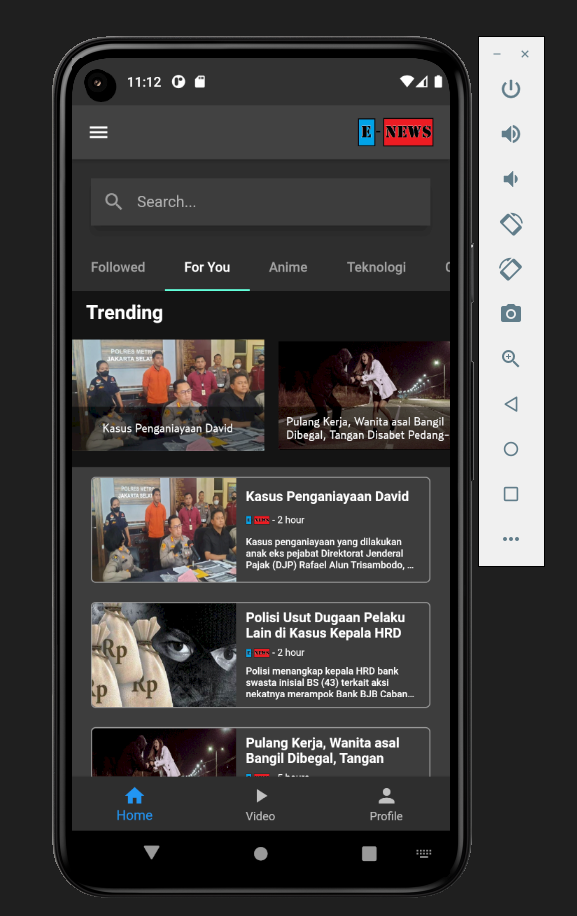 11:12
E - NEWS
Search...
Followed For You Anime Teknologi
Trending
POLRES METRO
JAKARTA SELAT
Kasus Penganiayaan David
Pulang Kerja, Wanita asal Bangil
Dibegal, Tangan Disabet Pedang-
Kasus Penganiayaan David
E NEWS - 2 hour
Kasus penganiayaan yang dilakukan
anak eks pejabat Direktorat Jenderal
Pajak (DJP) Rafael Alun Trisambodo, ...
Rp
Rp
Polisi Usut Dugaan Pelaku
Lain di Kasus Kepala HRD
E NEWS - 2 hour
Polisi menangkap kepala HRD bank
swasta inisial BS (43) terkait aksi
nekatnya merampok Bank BJB Caban...
Pulang Kerja, Wanita asal
Bangil Dibegal, Tangan
Home Video Profile